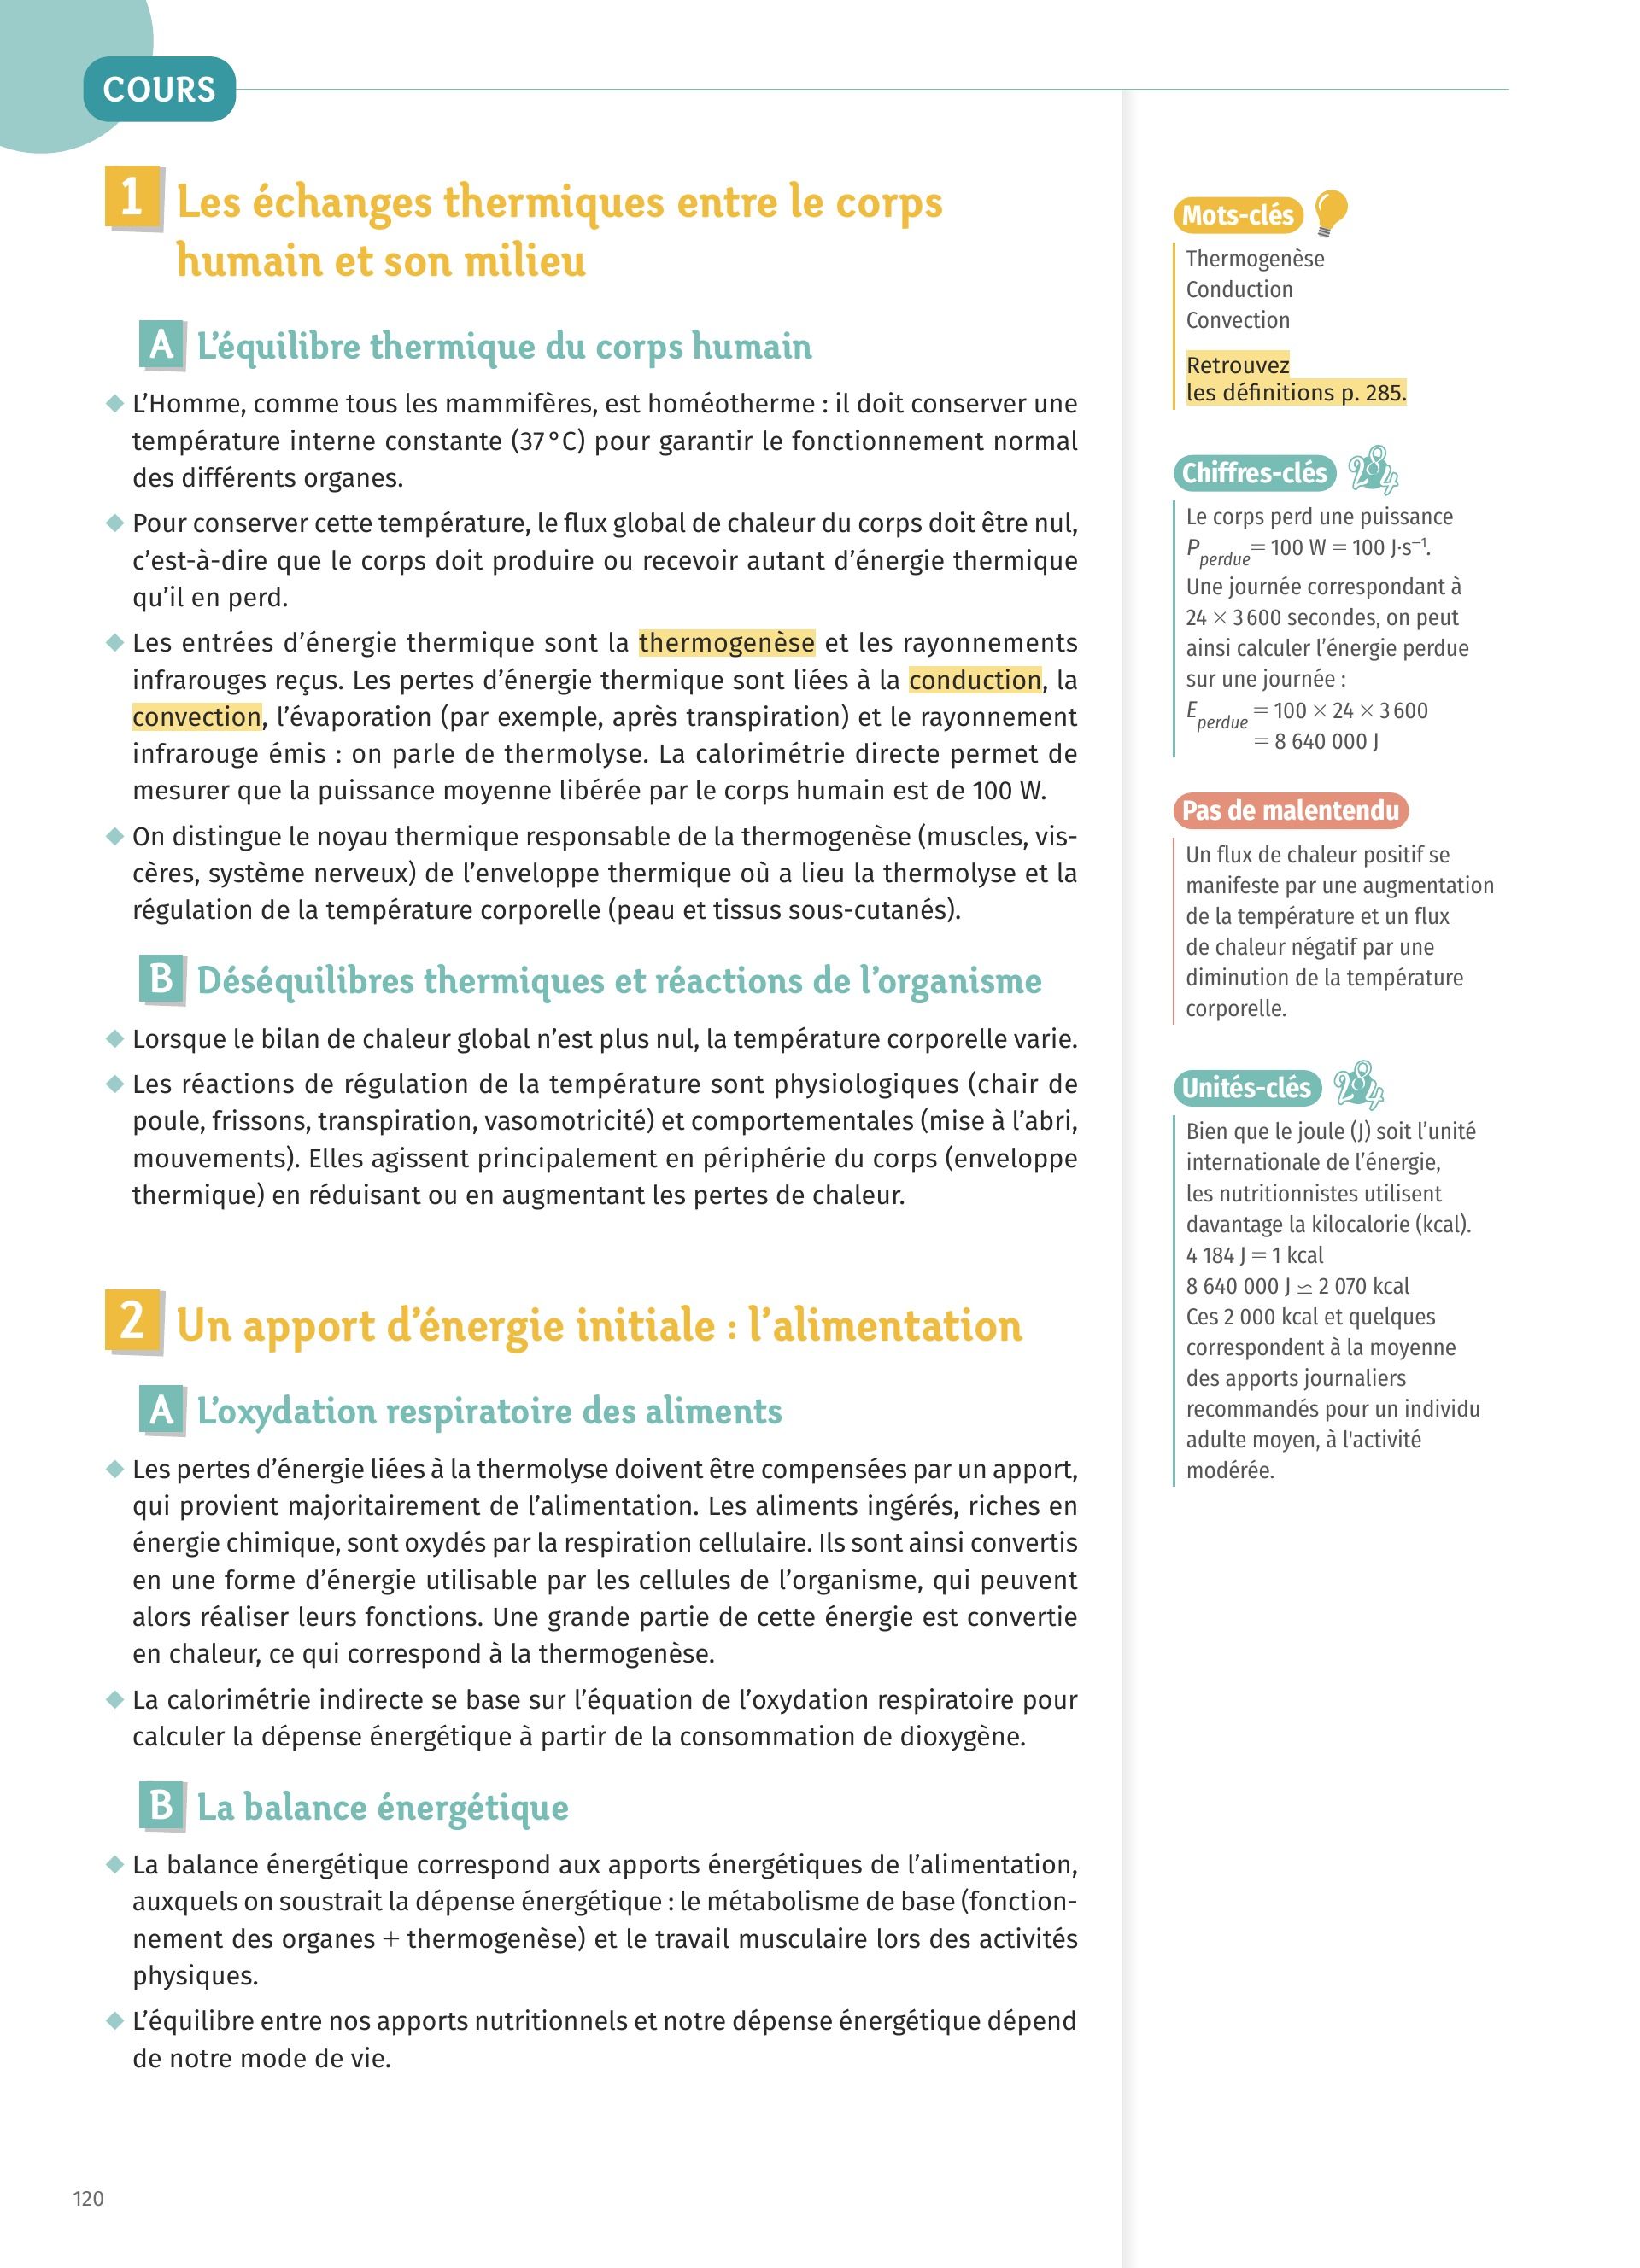 COURS
1 Les échanges thermiques entre le corps
humain et son milieu
A L’équilibre thermique du corps humain
◆ L’Homme, comme tous les mammifères, est homéotherme : il doit conserver une
température interne constante (37 °C) pour garantir le fonctionnement normal
des différents organes.
◆ Pour conserver cette température, le flux global de chaleur du corps doit être nul,
c’est-à-dire que le corps doit produire ou recevoir autant d’énergie thermique
qu’il en perd.
◆ Les entrées d’énergie thermique sont la thermogenèse et les rayonnements
infrarouges reçus. Les pertes d’énergie thermique sont liées à la conduction, la
convection, l’évaporation (par exemple, après transpiration) et le rayonnement
infrarouge émis : on parle de thermolyse. La calorimétrie directe permet de
mesurer que la puissance moyenne libérée par le corps humain est de 100 W.
◆ On distingue le noyau thermique responsable de la thermogenèse (muscles, vis-
cères, système nerveux) de l’enveloppe thermique où a lieu la thermolyse et la
régulation de la température corporelle (peau et tissus sous-cutanés).
B Déséquilibres thermiques et réactions de l’organisme
◆ Lorsque le bilan de chaleur global n’est plus nul, la température corporelle varie.
◆ Les réactions de régulation de la température sont physiologiques (chair de
poule, frissons, transpiration, vasomotricité) et comportementales (mise à l’abri,
mouvements). Elles agissent principalement en périphérie du corps (enveloppe
thermique) en réduisant ou en augmentant les pertes de chaleur.
2 Un apport d’énergie initiale : l’alimentation
A L’oxydation respiratoire des aliments
◆ Les pertes d’énergie liées à la thermolyse doivent être compensées par un apport,
qui provient majoritairement de l’alimentation. Les aliments ingérés, riches en
énergie chimique, sont oxydés par la respiration cellulaire. Ils sont ainsi convertis
en une forme d’énergie utilisable par les cellules de l’organisme, qui peuvent
alors réaliser leurs fonctions. Une grande partie de cette énergie est convertie
en chaleur, ce qui correspond à la thermogenèse.
◆ La calorimétrie indirecte se base sur l’équation de l’oxydation respiratoire pour
calculer la dépense énergétique à partir de la consommation de dioxygène.
B La balance énergétique
◆ La balance énergétique correspond aux apports énergétiques de l’alimentation,
auxquels on soustrait la dépense énergétique : le métabolisme de base (fonction-
nement des organes + thermogenèse) et le travail musculaire lors des activités
physiques.
◆ L’équilibre entre nos apports nutritionnels et notre dépense énergétique dépend
de notre mode de vie.
Mots-clés
Thermogenèse
Conduction
Convection
Retrouvez
les définitions p. 285.
Chiffres-clés 284
Le corps perd une puissance
P perdue = 100 W = 100 J·s⁻¹.
Une journée correspondant à
24 × 3 600 secondes, on peut
ainsi calculer l’énergie perdue
sur une journée :
E perdue = 100 × 24 × 3 600
= 8 640 000 J
Pas de malentendu
Un flux de chaleur positif se
manifeste par une augmentation
de la température et un flux
de chaleur négatif par une
diminution de la température
corporelle.
Unités-clés 284
Bien que le joule (J) soit l’unité
internationale de l’énergie,
les nutritionnistes utilisent
davantage la kilocalorie (kcal).
4 184 J = 1 kcal
8 640 000 J ≃ 2 070 kcal
Ces 2 000 kcal et quelques
correspondent à la moyenne
des apports journaliers
recommandés pour un individu
adulte moyen, à l'activité
modérée.
120